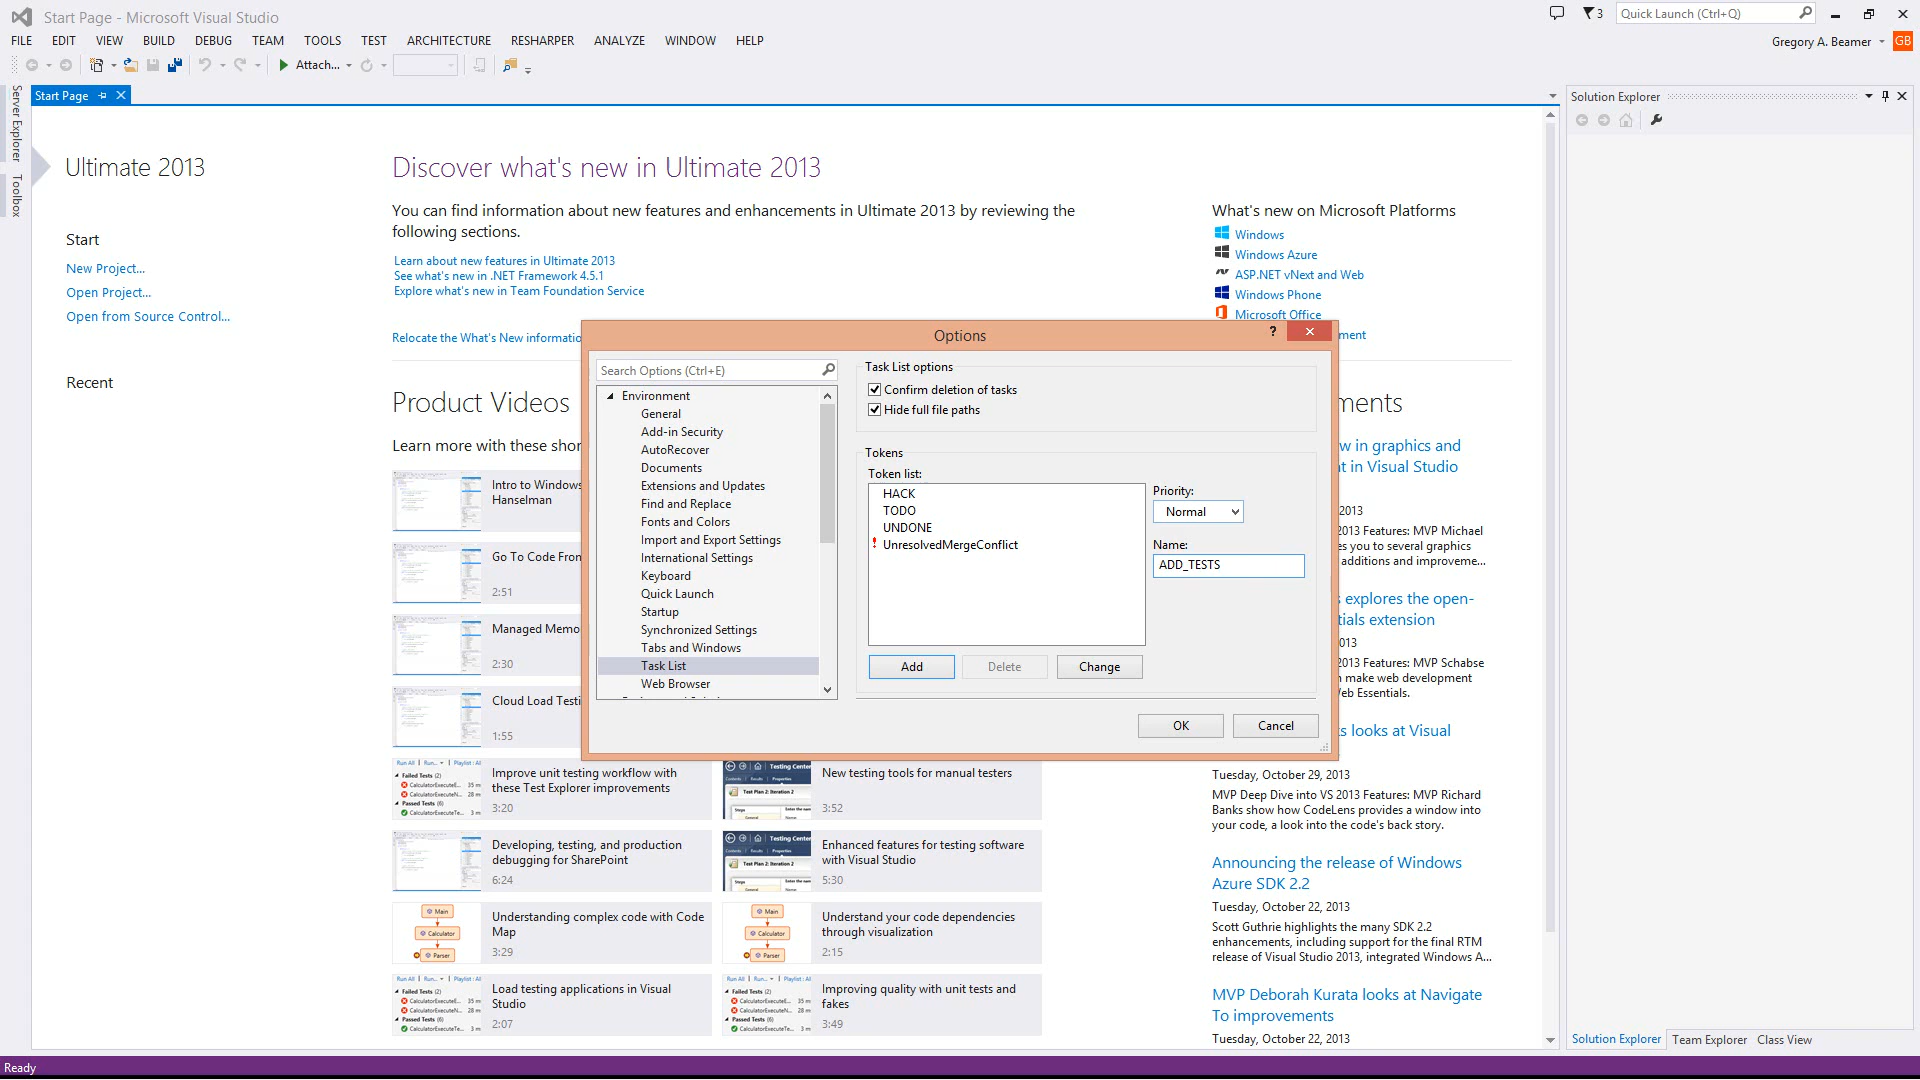 Start Page - Microsoft Visual Studio
3
Quick Launch (Ctrl+Q)
FILE EDIT VIEW BUILD DEBUG TEAM TOOLS TEST ARCHITECTURE RESHARPER ANALYZE WINDOW HELP
Gregory A. Beamer
GB
Attach...
Server Explorer
Toolbox
Start Page
Solution Explorer
Ultimate 2013
Start
New Project...
Open Project...
Open from Source Control...
Recent
Discover what's new in Ultimate 2013
You can find information about new features and enhancements in Ultimate 2013 by reviewing the
following sections.
Learn about new features in Ultimate 2013
See what's new in .NET Framework 4.5.1
Explore what's new in Team Foundation Service
Relocate the What's New informatio
What's new on Microsoft Platforms
Windows
Windows Azure
ASP.NET vNext and Web
Windows Phone
Microsoft Office
ment
Product Videos
Learn more with these shor
Intro to Windows
Hanselman
Go To Code From
2:51
Managed Memo
2:30
Cloud Load Testi
1:55
Improve unit testing workflow with
these Test Explorer improvements
3:20
New testing tools for manual testers
3:52
Developing, testing, and production
debugging for SharePoint
6:24
Enhanced features for testing software
with Visual Studio
5:30
Understanding complex code with Code
Map
3:29
Understand your code dependencies
through visualization
2:15
Load testing applications in Visual
Studio
2:07
Improving quality with unit tests and
fakes
3:49
Options
?
Search Options (Ctrl+E)
Environment
General
Add-in Security
AutoRecover
Documents
Extensions and Updates
Find and Replace
Fonts and Colors
Import and Export Settings
International Settings
Keyboard
Quick Launch
Startup
Synchronized Settings
Tabs and Windows
Task List
Web Browser
Task List options
Confirm deletion of tasks
Hide full file paths
Tokens
Token list:
HACK
TODO
UNDONE
! UnresolvedMergeConflict
Priority:
Normal
Name:
ADD_TESTS
Add
Delete
Change
OK
Cancel
ments
w in graphics and
t in Visual Studio
2013
2013 Features: MVP Michael
es you to several graphics
additions and improveme...
s explores the open-
tials extension
013
2013 Features: MVP Schabse
n make web development
Web Essentials.
s looks at Visual
Tuesday, October 29, 2013
MVP Deep Dive into VS 2013 Features: MVP Richard
Banks show how CodeLens provides a window into
your code, a look into the code's back story.
Announcing the release of Windows
Azure SDK 2.2
Tuesday, October 22, 2013
Scott Guthrie highlights the many SDK 2.2
enhancements, including support for the final RTM
release of Visual Studio 2013, integrated Windows A...
MVP Deborah Kurata looks at Navigate
To improvements
Tuesday, October 22, 2013
Solution Explorer Team Explorer Class View
Ready